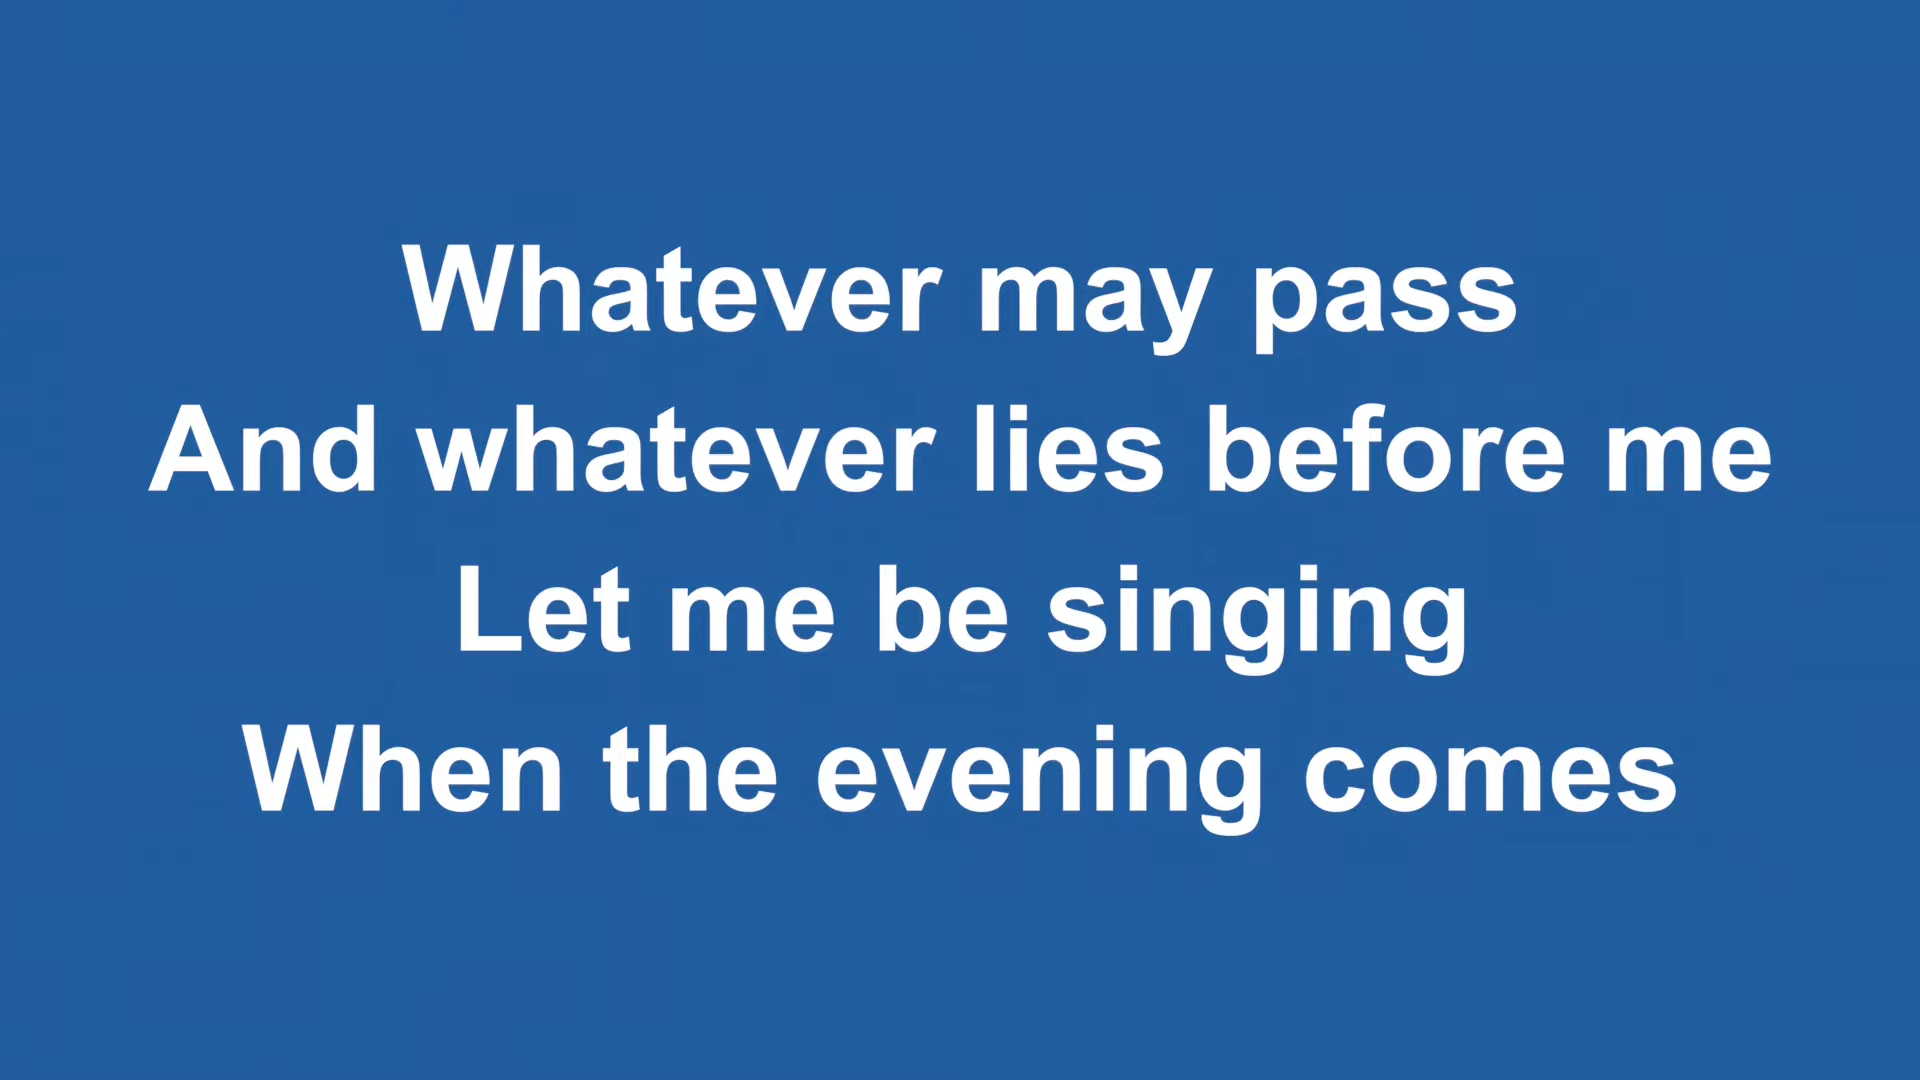 Whatever may pass
And whatever lies before me
Let me be singing
When the evening comes